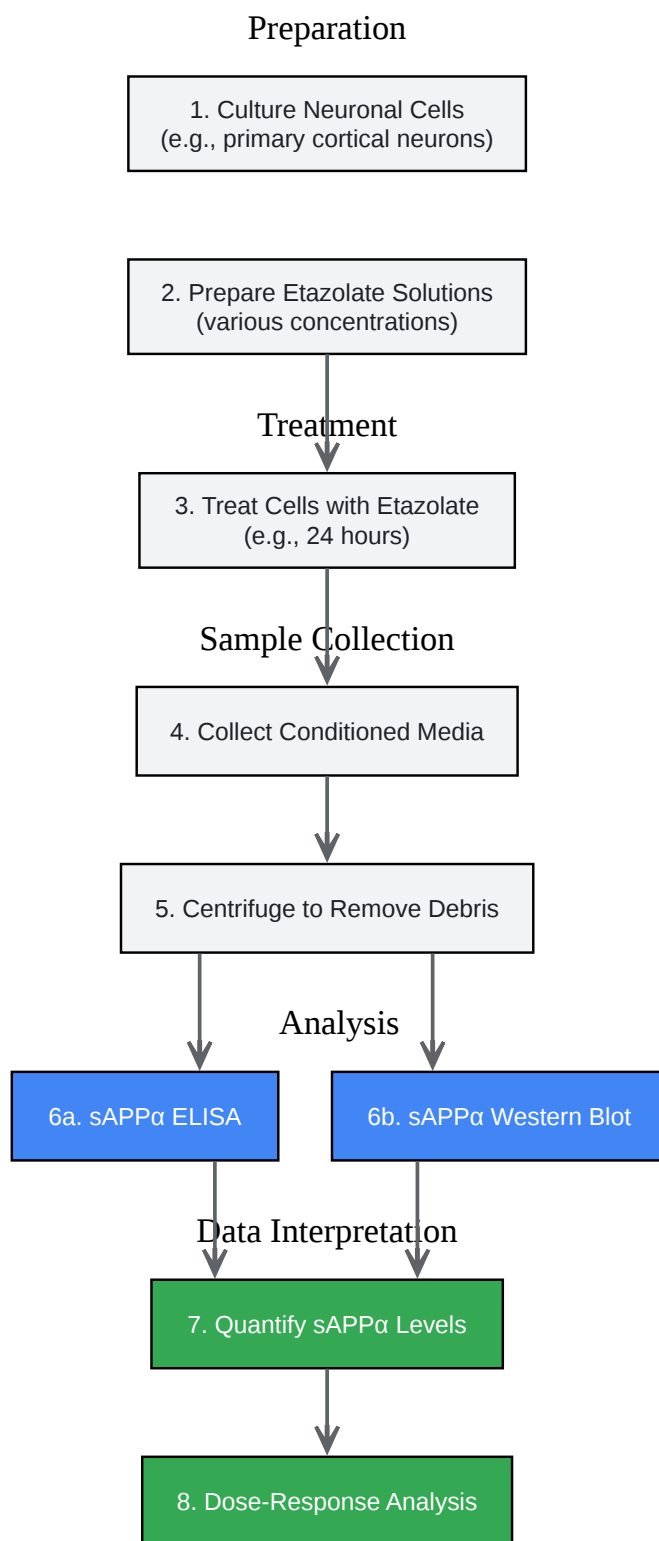 Preparation
1. Culture Neuronal Cells
(e.g., primary cortical neurons)
2. Prepare Etazolate Solutions
(various concentrations)
Treatment
3. Treat Cells with Etazolate
(e.g., 24 hours)
Sample Collection
4. Collect Conditioned Media
5. Centrifuge to Remove Debris
Analysis
6a. sAPPα ELISA
6b. sAPPα Western Blot
Data Interpretation
7. Quantify sAPPα Levels
8. Dose-Response Analysis